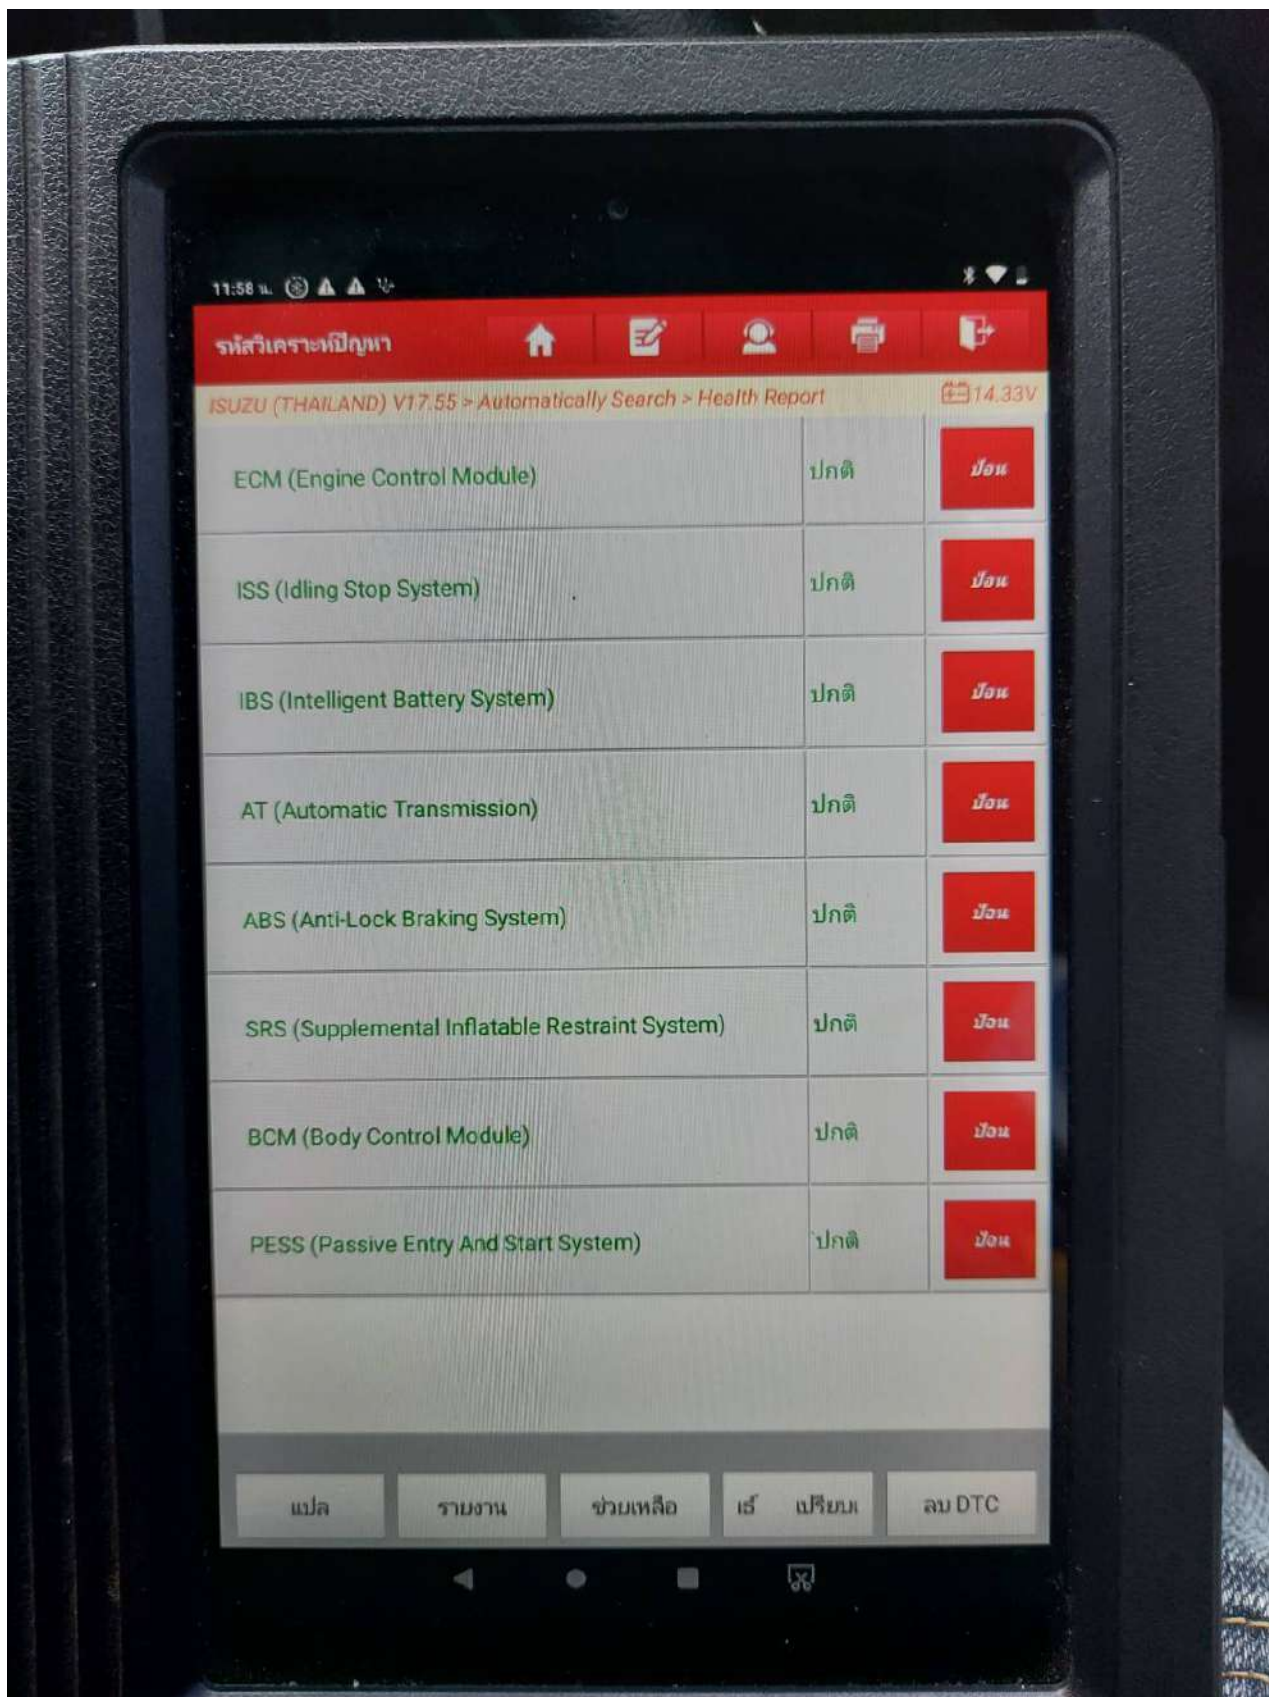 11:58 น.
รหัสวิเคราะห์ปัญหา
ISUZU (THAILAND) V17.55 > Automatically Search > Health Report 14.33V
ECM (Engine Control Module) ปกติ ป้อน
ISS (Idling Stop System) ปกติ ป้อน
IBS (Intelligent Battery System) ปกติ ป้อน
AT (Automatic Transmission) ปกติ ป้อน
ABS (Anti-Lock Braking System) ปกติ ป้อน
SRS (Supplemental Inflatable Restraint System) ปกติ ป้อน
BCM (Body Control Module) ปกติ ป้อน
PESS (Passive Entry And Start System) ปกติ ป้อน
แปล รายงาน ช่วยเหลือ ลบ DTC